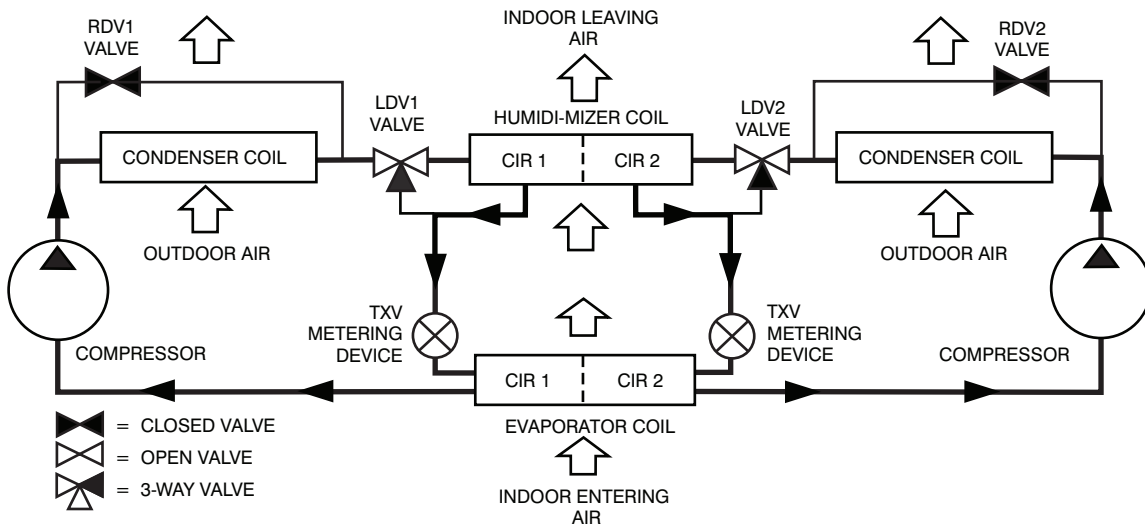 RDV1
VALVE
INDOOR LEAVING
AIR
RDV2
VALVE
LDV1
VALVE
HUMIDI-MIZER COIL
LDV2
VALVE
CONDENSER COIL
CIR 1
CIR 2
CONDENSER COIL
OUTDOOR AIR
OUTDOOR AIR
TXV
METERING
DEVICE
TXV
METERING
DEVICE
COMPRESSOR
COMPRESSOR
CIR 1
CIR 2
EVAPORATOR COIL
= CLOSED VALVE
= OPEN VALVE
= 3-WAY VALVE
INDOOR ENTERING
AIR